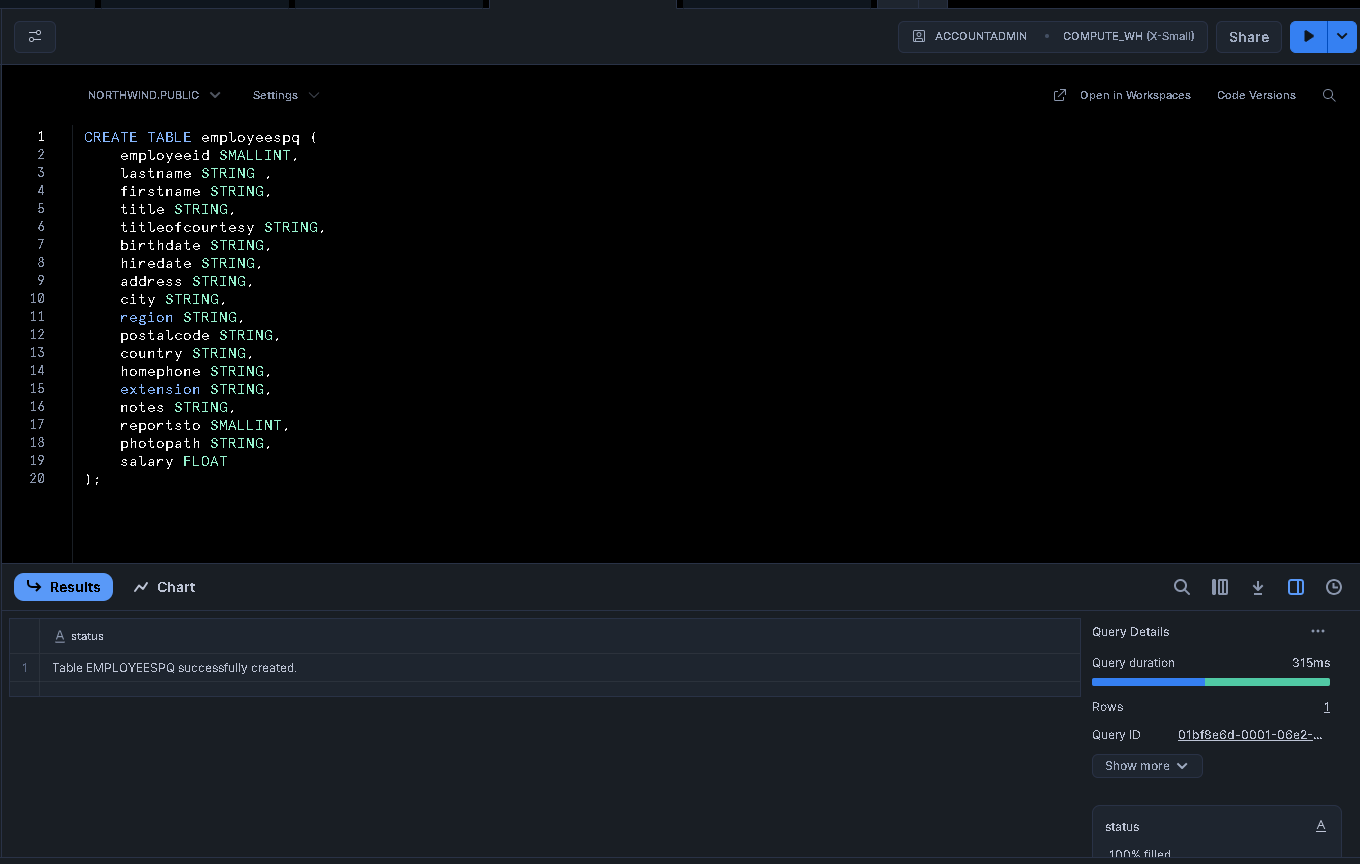 ACCOUNTADMIN • COMPUTE_WH (X-Small)
Share
NORTHWIND.PUBLIC
Settings
Open in Workspaces
Code Versions
1 CREATE TABLE employeespq (
2 employeeid SMALLINT,
3 lastname STRING ,
4 firstname STRING,
5 title STRING,
6 titleofcourtesy STRING,
7 birthdate STRING,
8 hiredate STRING,
9 address STRING,
10 city STRING,
11 region STRING,
12 postalcode STRING,
13 country STRING,
14 homephone STRING,
15 extension STRING,
16 notes STRING,
17 reportsto SMALLINT,
18 photopath STRING,
19 salary FLOAT
20 );
Results
Chart
A status
1 Table EMPLOYEESPQ successfully created.
Query Details
Query duration 315ms
Rows 1
Query ID 01bf8e6d-0001-06e2-...
Show more
status A
100% filled